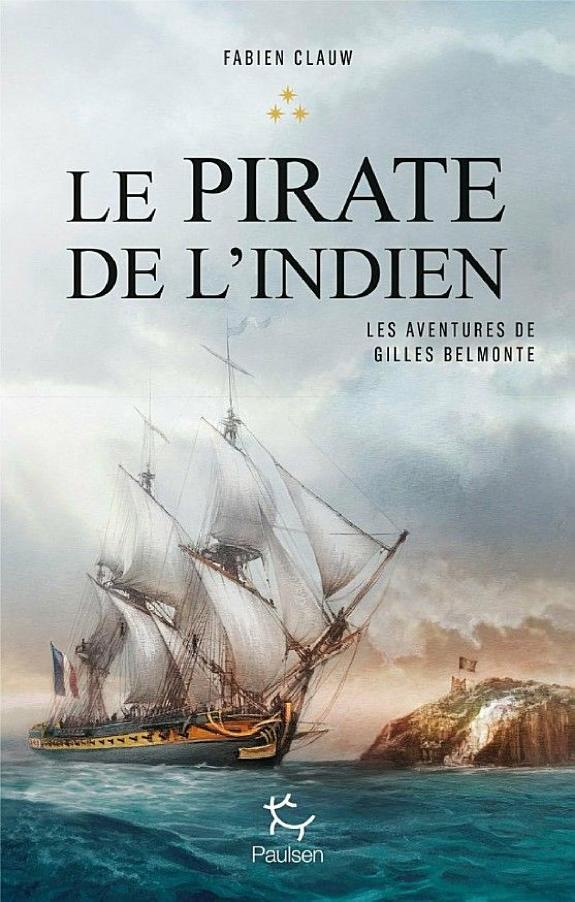 FABIEN CLAUW
LE PIRATE
DE L'INDIEN
LES AVENTURES DE
GILLES BELMONTE
Paulsen